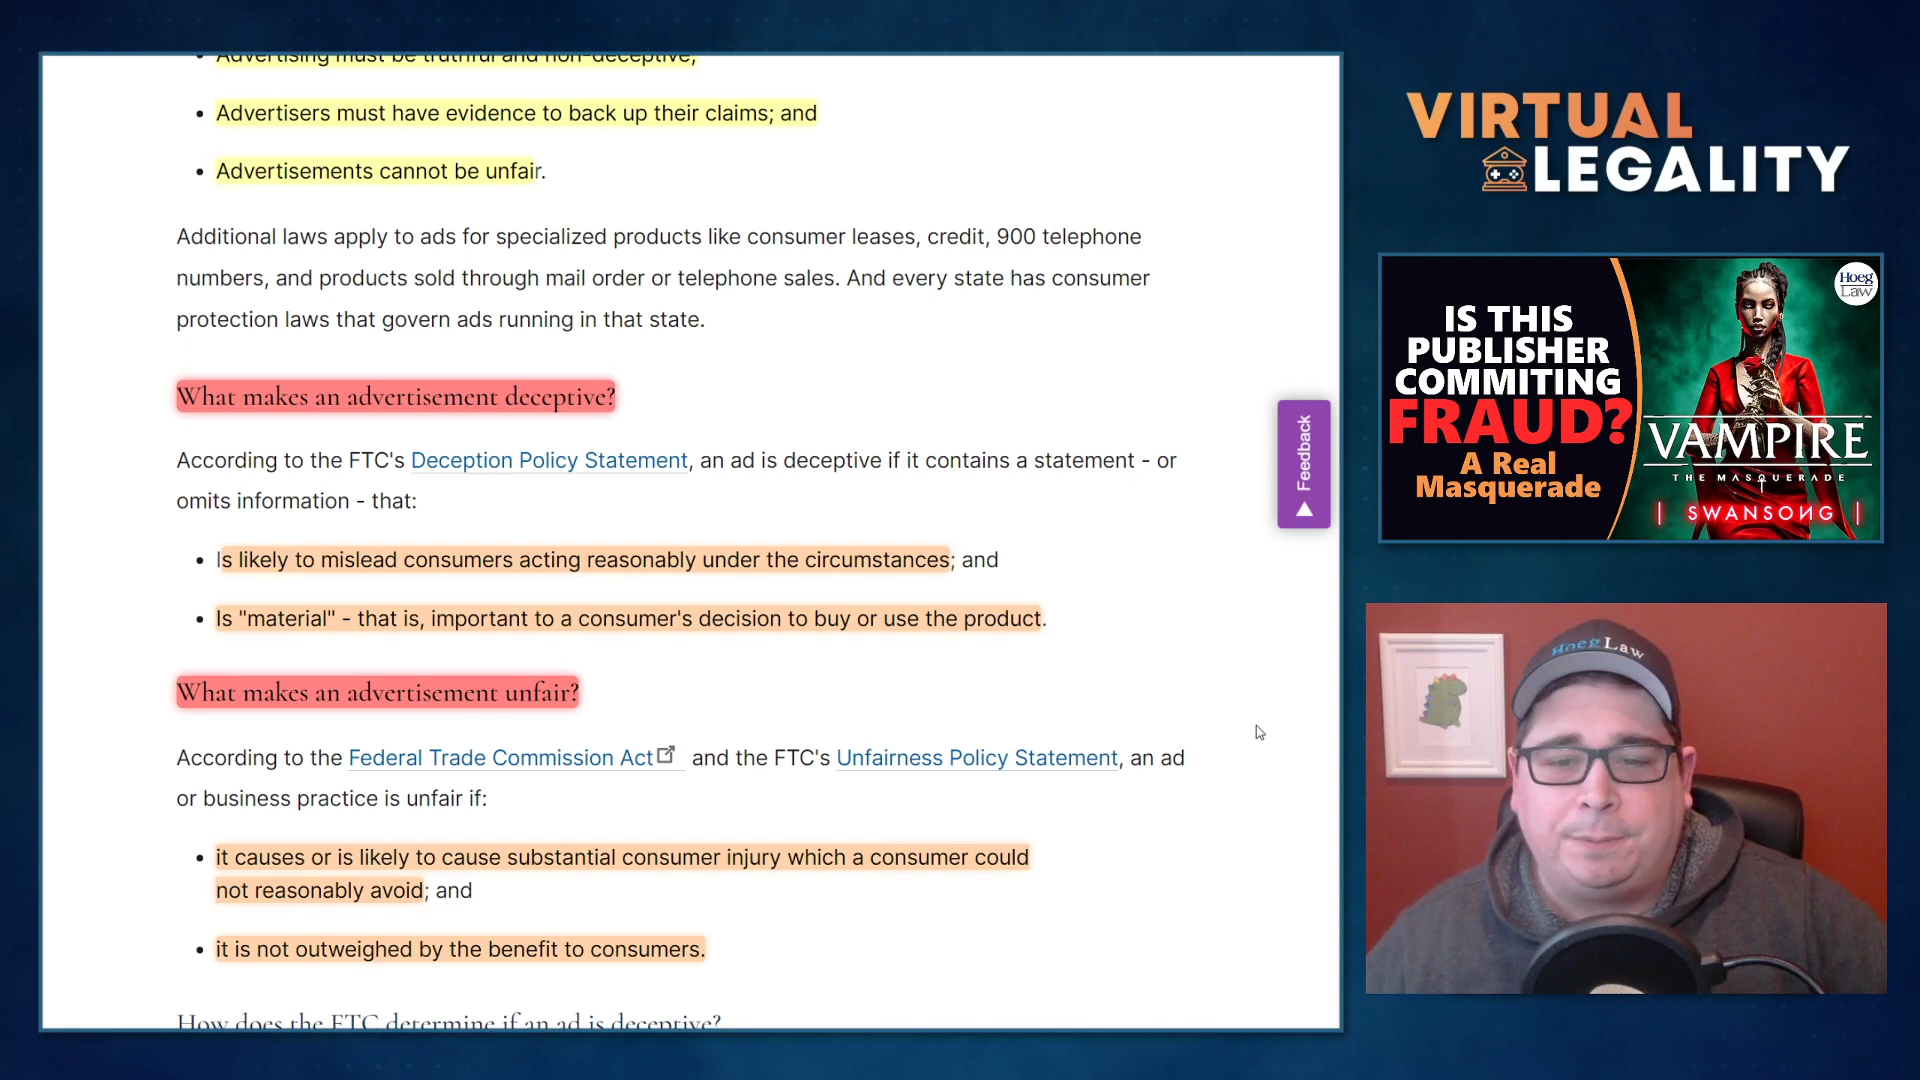 Advertising must be truthful and non-deceptive;
Advertisers must have evidence to back up their claims; and
Advertisements cannot be unfair.
Additional laws apply to ads for specialized products like consumer leases, credit, 900 telephone
numbers, and products sold through mail order or telephone sales. And every state has consumer
protection laws that govern ads running in that state.
What makes an advertisement deceptive?
According to the FTC's Deception Policy Statement, an ad is deceptive if it contains a statement - or
omits information - that:
Is likely to mislead consumers acting reasonably under the circumstances; and
Is "material" - that is, important to a consumer's decision to buy or use the product.
What makes an advertisement unfair?
According to the Federal Trade Commission Act and the FTC's Unfairness Policy Statement, an ad
or business practice is unfair if:
it causes or is likely to cause substantial consumer injury which a consumer could
not reasonably avoid; and
it is not outweighed by the benefit to consumers.
How does the FTC determine if an ad is deceptive?
Feedback
VIRTUAL
LEGALITY
IS THIS
PUBLISHER
COMMITING
FRAUD?
A Real
Masquerade
Hoeg
Law
VAMPIRE
THE MASQUERADE
SWANSONG
Hoeg Law